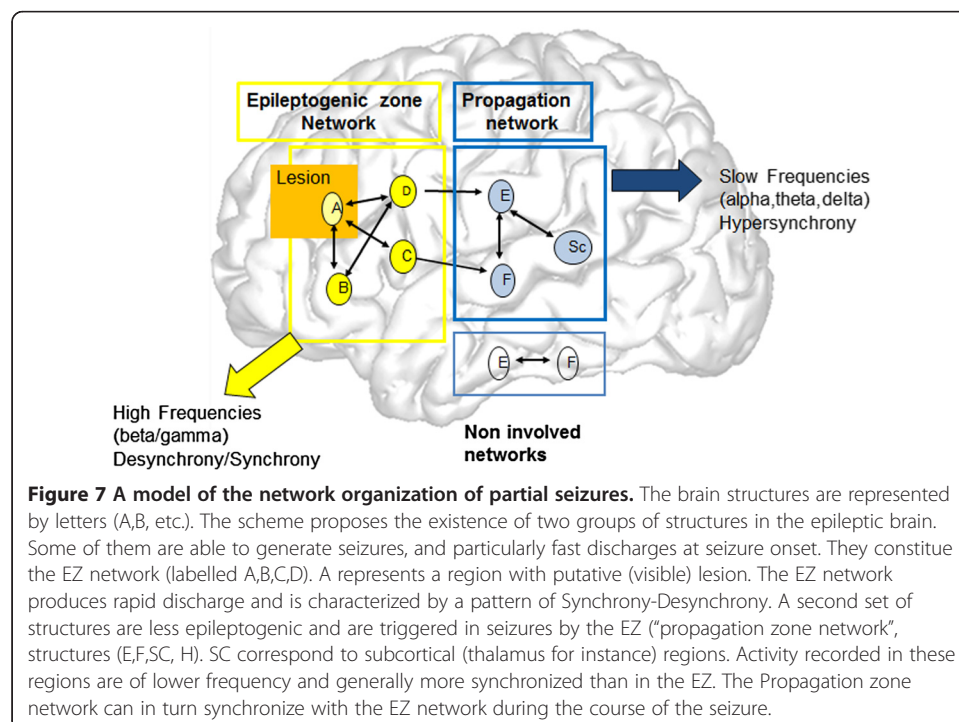 Epileptogenic zone
Network
Propagation
network
Lesion
A
D
C
B
E
Sc
F
Slow Frequencies
(alpha,theta,delta)
Hypersynchrony
E
F
High Frequencies
(beta/gamma)
Desynchrony/Synchrony
Non involved
networks
Figure 7 A model of the network organization of partial seizures. The brain structures are represented
by letters (A,B, etc.). The scheme proposes the existence of two groups of structures in the epileptic brain.
Some of them are able to generate seizures, and particularly fast discharges at seizure onset. They constitute
the EZ network (labelled A,B,C,D). A represents a region with putative (visible) lesion. The EZ network
produces rapid discharge and is characterized by a pattern of Synchrony-Desynchrony. A second set of
structures are less epileptogenic and are triggered in seizures by the EZ (“propagation zone network”,
structures (E,F,SC, H). SC correspond to subcortical (thalamus for instance) regions. Activity recorded in these
regions are of lower frequency and generally more synchronized than in the EZ. The Propagation zone
network can in turn synchronize with the EZ network during the course of the seizure.